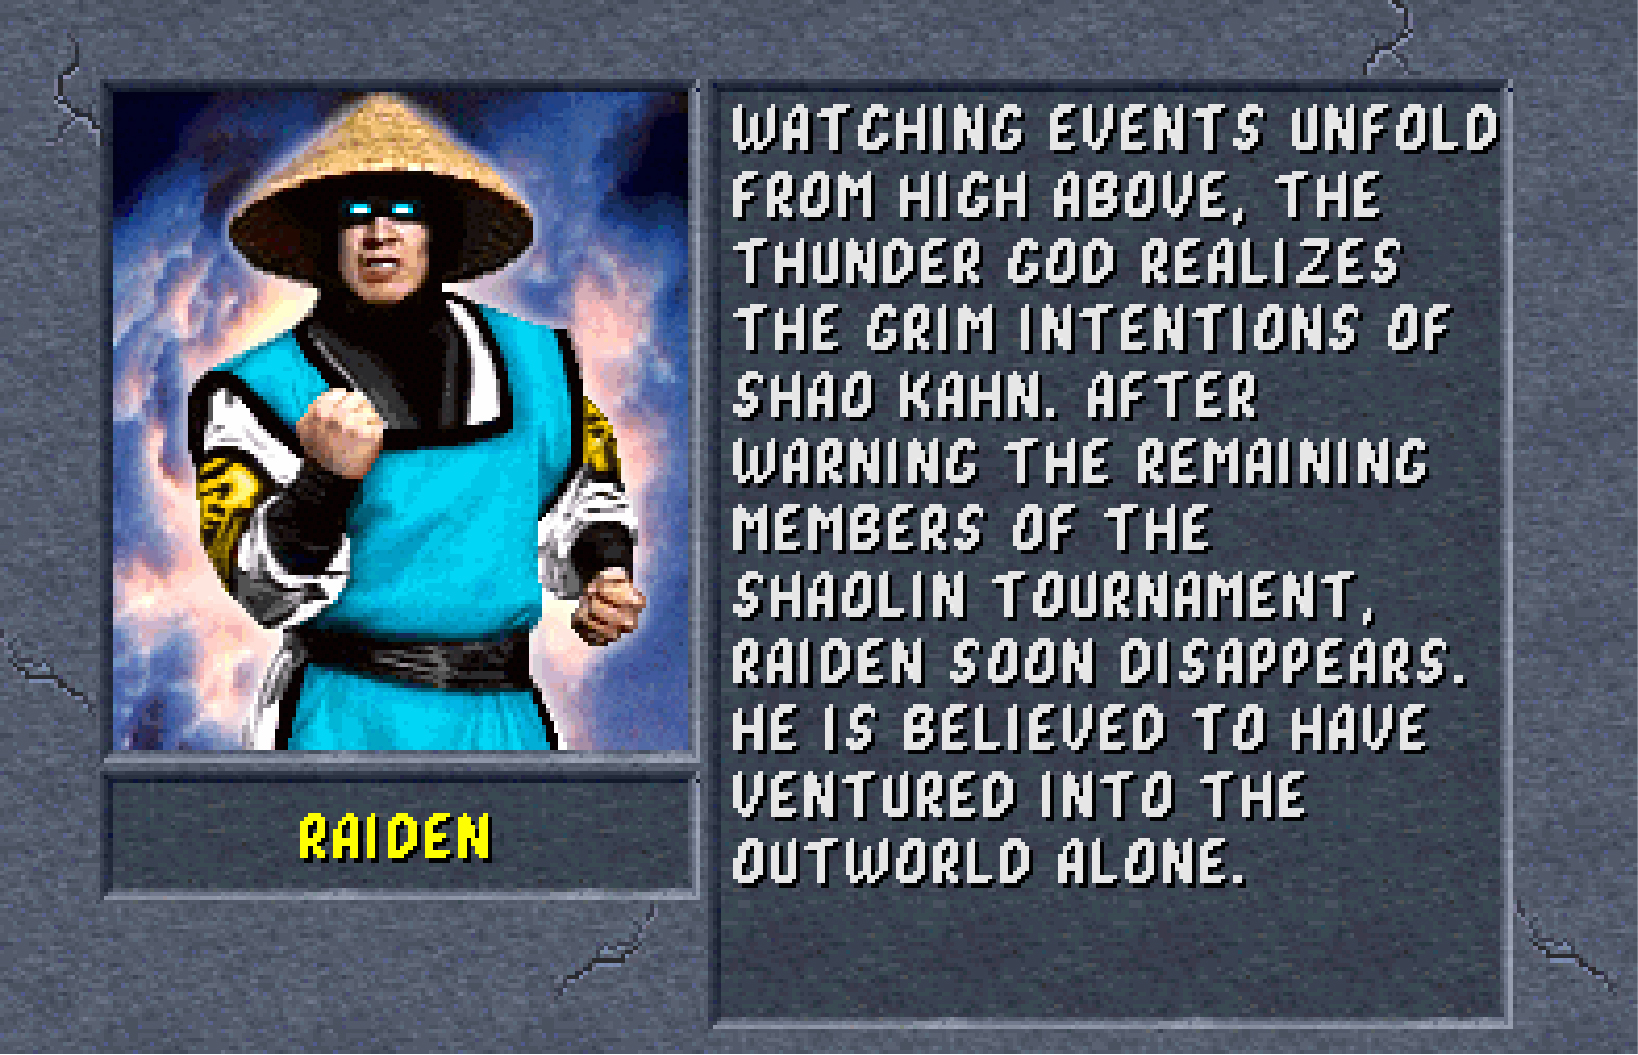 WATCHING EVENTS UNFOLD
FROM HIGH ABOVE, THE
THUNDER GOD REALIZES
THE GRIM INTENTIONS OF
SHAO KAHN. AFTER
WARNING THE REMAINING
MEMBERS OF THE
SHAOLIN TOURNAMENT,
RAIDEN SOON DISAPPEARS.
HE IS BELIEVED TO HAVE
VENTURED INTO THE
OUTWORLD ALONE.
RAIDEN